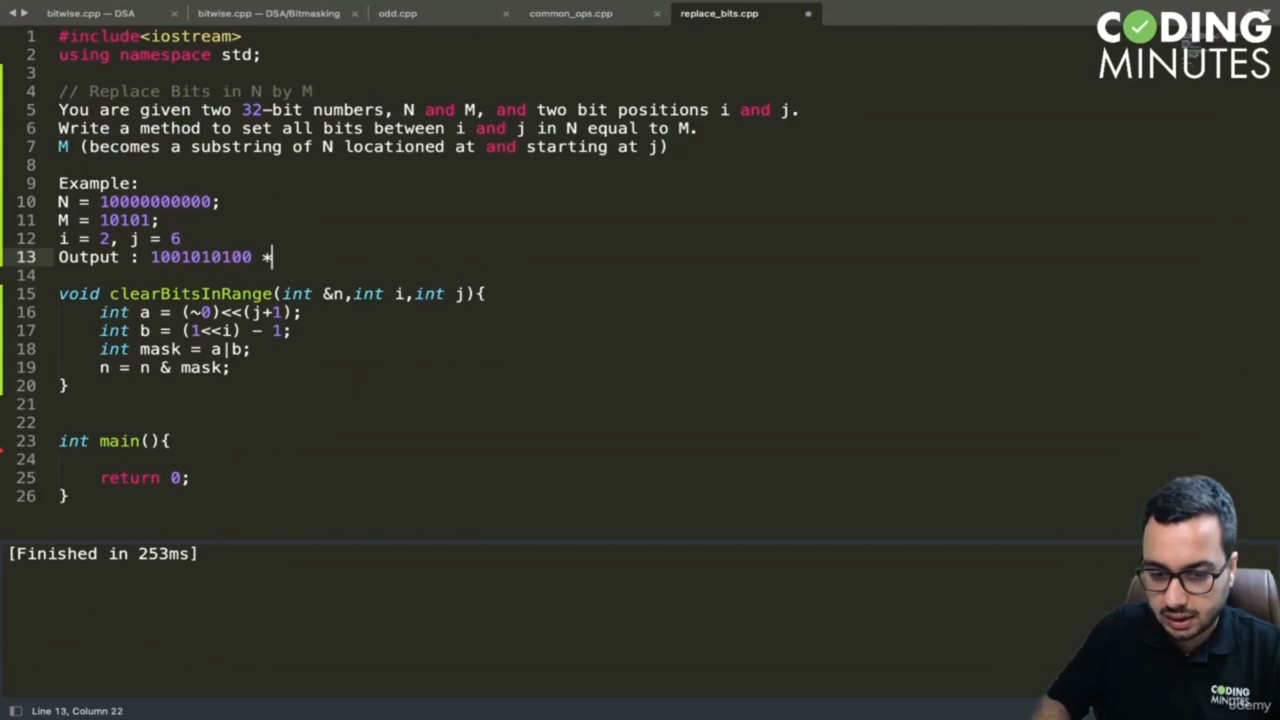 bitwise.cpp — DSA
bitwise.cpp — DSA/Bitmasking
odd.cpp
common_ops.cpp
replace_bits.cpp
CODING
MINUTES
1 #include<iostream>
2 using namespace std;
3
4 // Replace Bits in N by M
5 You are given two 32-bit numbers, N and M, and two bit positions i and j.
6 Write a method to set all bits between i and j in N equal to M.
7 M (becomes a substring of N locationed at and starting at j)
8
9 Example:
10 N = 10000000000;
11 M = 10101;
12 i = 2, j = 6
13 Output : 1001010100 *
14
15 void clearBitsInRange(int &n,int i,int j){
16 int a = (~0)<<(j+1);
17 int b = (1<<i) - 1;
18 int mask = a|b;
19 n = n & mask;
20 }
21
22
23 int main(){
24
25 return 0;
26 }
[Finished in 253ms]
CODING
MINUTES
udemy
Line 13, Column 22